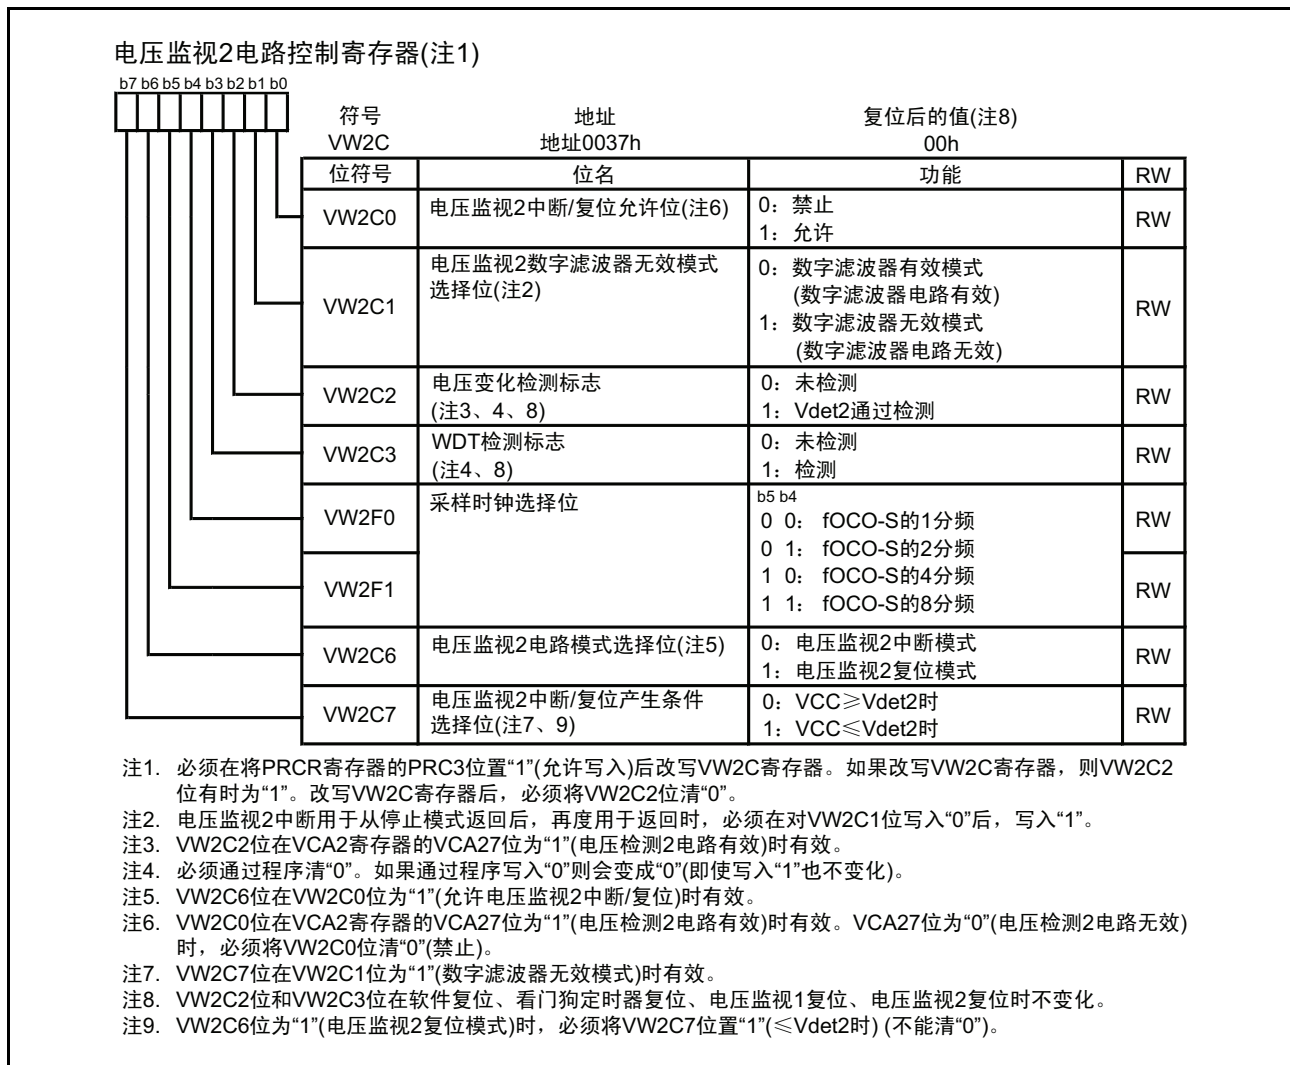 电压监视2电路控制寄存器(注1)
b7 b6 b5 b4 b3 b2 b1 b0
符号 地址 复位后的值(注8)
VW2C 地址0037h 00h
位符号 位名 功能 RW
VW2C0 电压监视2中断/复位允许位(注6) 0：禁止
1：允许 RW
VW2C1 电压监视2数字滤波器无效模式
选择位(注2)
0：数字滤波器有效模式
(数字滤波器电路有效)
1：数字滤波器无效模式
(数字滤波器电路无效)
RW
VW2C2 电压变化检测标志
(注3、4、8)
0：未检测
1：Vdet2通过检测
RW
VW2C3 WDT检测标志
(注4、8)
0：未检测
1：检测
RW
VW2F0 采样时钟选择位
b5 b4
0 0： fOCO-S的1分频
0 1： fOCO-S的2分频
RW
VW2F1
1 0： fOCO-S的4分频
1 1： fOCO-S的8分频
RW
VW2C6 电压监视2电路模式选择位(注5)
0：电压监视2中断模式
1：电压监视2复位模式
RW
VW2C7 电压监视2中断/复位产生条件
选择位(注7、9)
0：VCC≥Vdet2时
1：VCC≤Vdet2时
RW
注1. 必须在将PRCR寄存器的PRC3位置“1”(允许写入)后改写VW2C寄存器。如果改写VW2C寄存器，则VW2C2
位有时为“1”。改写VW2C寄存器后，必须将VW2C2位清“0”。
注2. 电压监视2中断用于从停止模式返回后，再度用于返回时，必须在对VW2C1位写入“0”后，写入“1”。
注3. VW2C2位在VCA2寄存器的VCA27位为“1”(电压检测2电路有效)时有效。
注4. 必须通过程序清“0”。如果通过程序写入“0”则会变成“0”(即使写入“1”也不变化)。
注5. VW2C6位在VW2C0位为“1”(允许电压监视2中断/复位)时有效。
注6. VW2C0位在VCA2寄存器的VCA27位为“1”(电压检测2电路有效)时有效。VCA27位为“0”(电压检测2电路无效)
时，必须将VW2C0位清“0”(禁止)。
注7. VW2C7位在VW2C1位为“1”(数字滤波器无效模式)时有效。
注8. VW2C2位和VW2C3位在软件复位、看门狗定时器复位、电压监视1复位、电压监视2复位时不变化。
注9. VW2C6位为“1”(电压监视2复位模式)时，必须将VW2C7位置“1”(≤Vdet2时) (不能清“0”)。